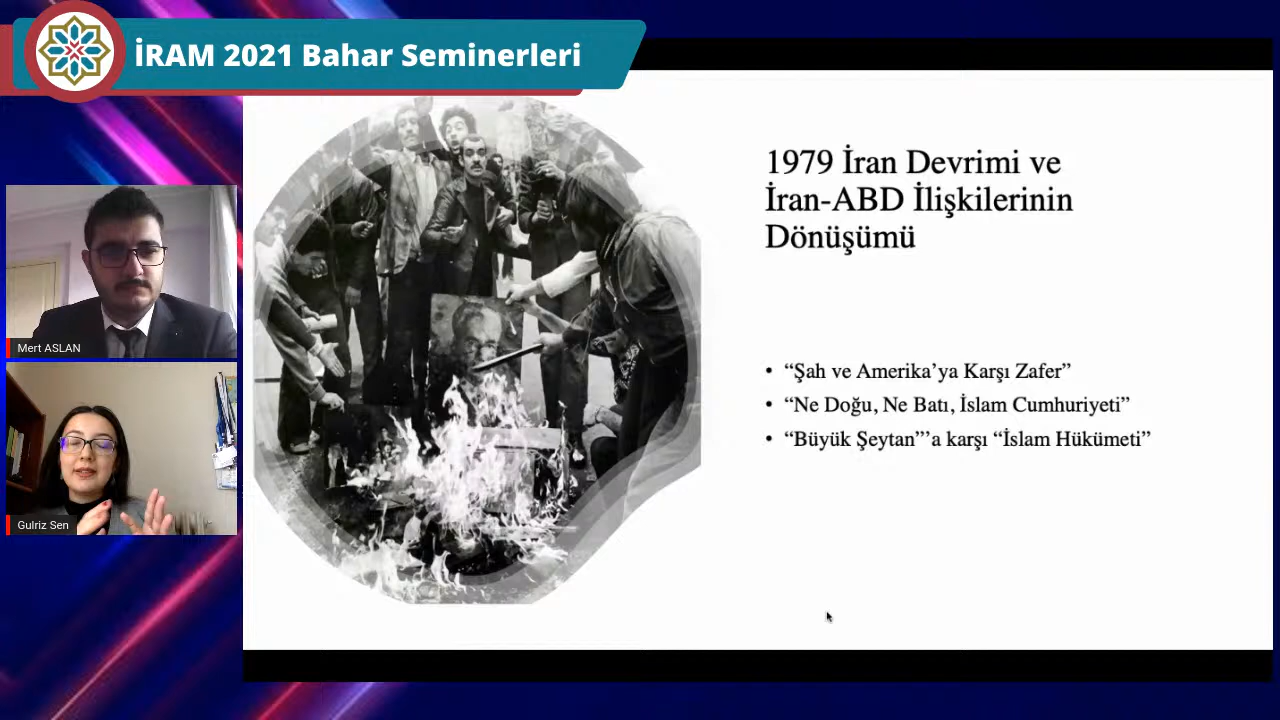 İRAM 2021 Bahar Seminerleri
Mert ASLAN
Gulriz Sen
1979 İran Devrimi ve
İran-ABD İlişkilerinin
Dönüşümü
• “Şah ve Amerika’ya Karşı Zafer”
• “Ne Doğu, Ne Batı, İslam Cumhuriyeti”
• “Büyük Şeytan”’a karşı “İslam Hükümeti”